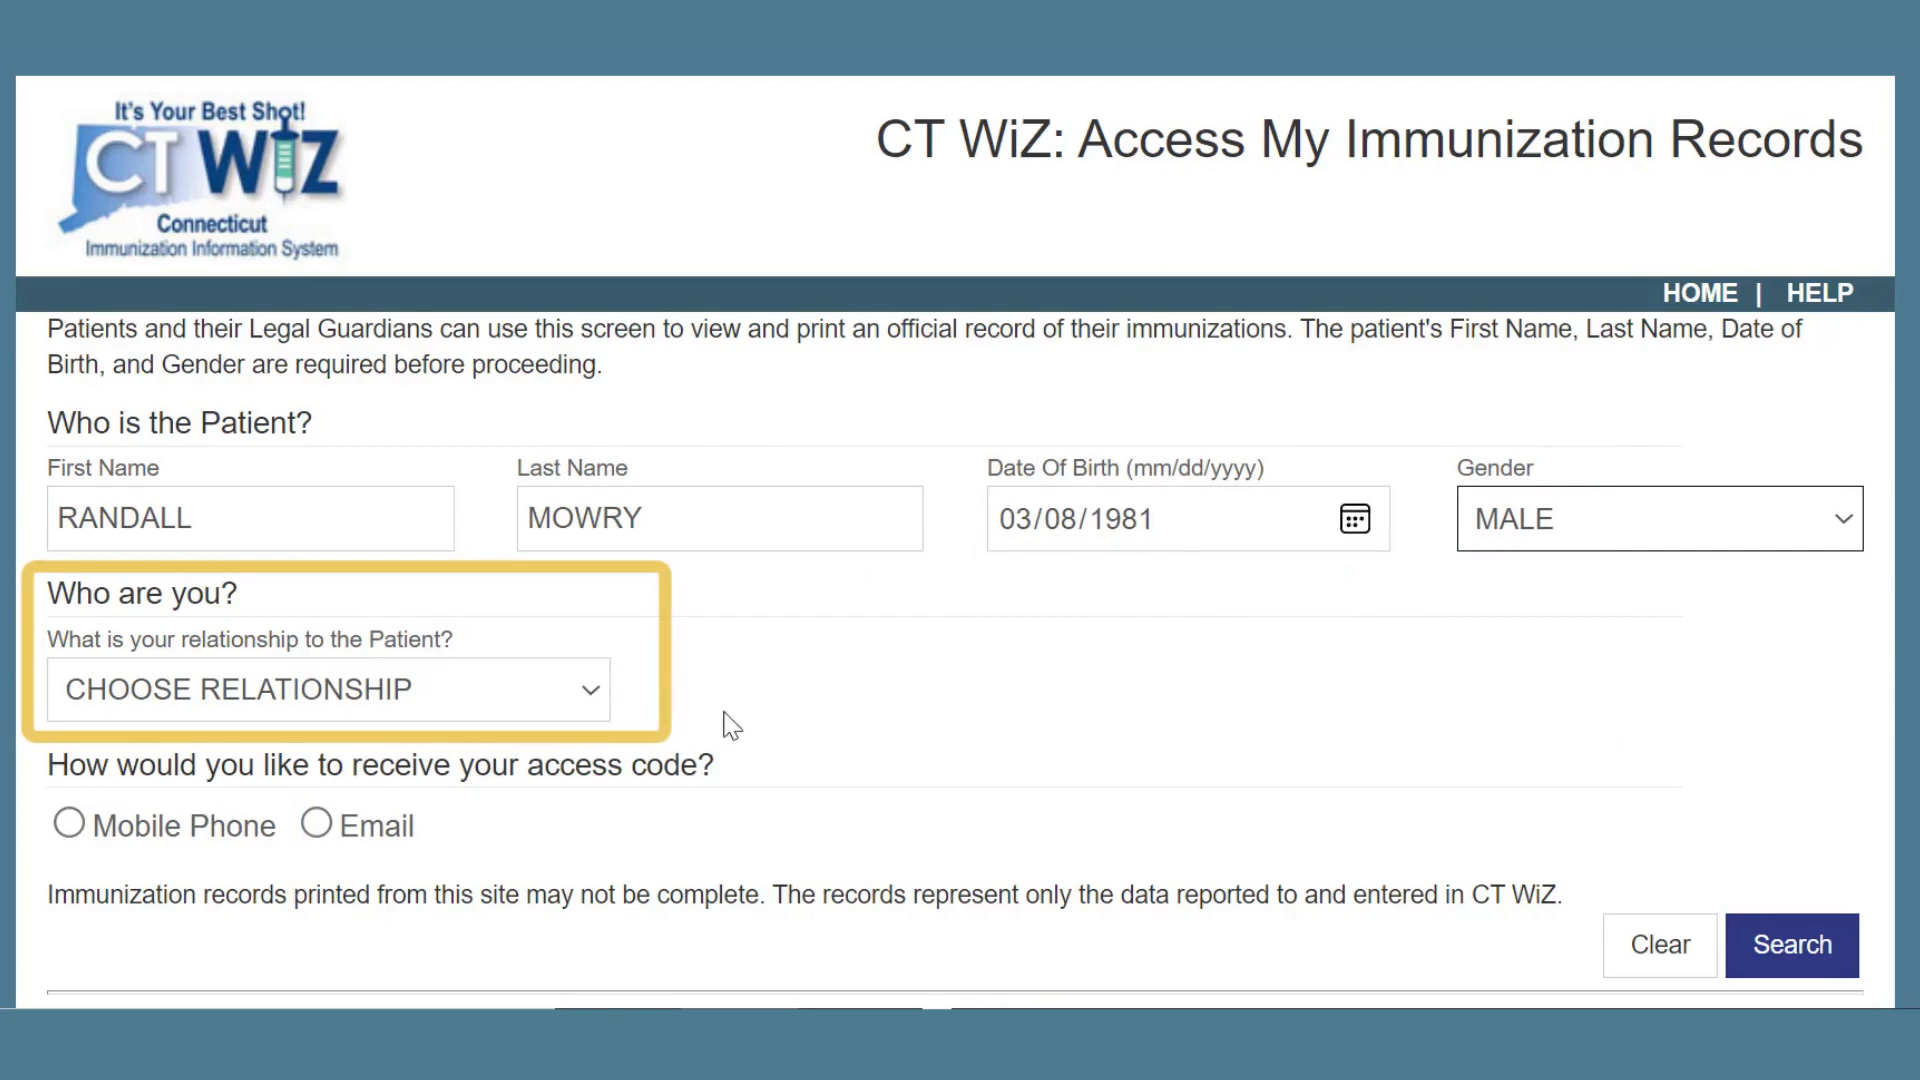 It's Your Best Shot!
CT WiZ
Connecticut
Immunization Information System
CT WiZ: Access My Immunization Records
HOME | HELP
Patients and their Legal Guardians can use this screen to view and print an official record of their immunizations. The patient's First Name, Last Name, Date of
Birth, and Gender are required before proceeding.
Who is the Patient?
First Name Last Name Date Of Birth (mm/dd/yyyy) Gender
RANDALL MOWRY 03/08/1981 MALE
Who are you?
What is your relationship to the Patient?
CHOOSE RELATIONSHIP
How would you like to receive your access code?
Mobile Phone Email
Immunization records printed from this site may not be complete. The records represent only the data reported to and entered in CT WiZ.
Clear Search